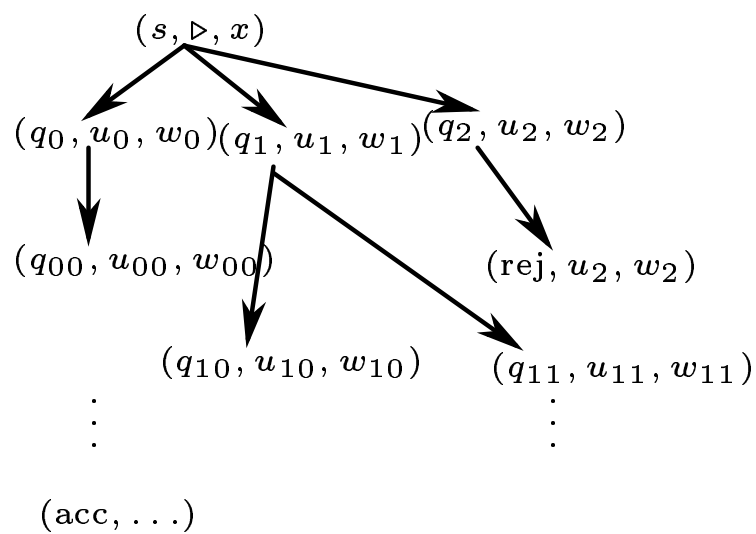 (s, ▷, x)
(q₀, u₀, w₀) (q₁, u₁, w₁) (q₂, u₂, w₂)
(q₀₀, u₀₀, w₀₀) (rej, u₂, w₂)
(q₁₀, u₁₀, w₁₀) (q₁₁, u₁₁, w₁₁)
⋮ ⋮
(acc, . . .)